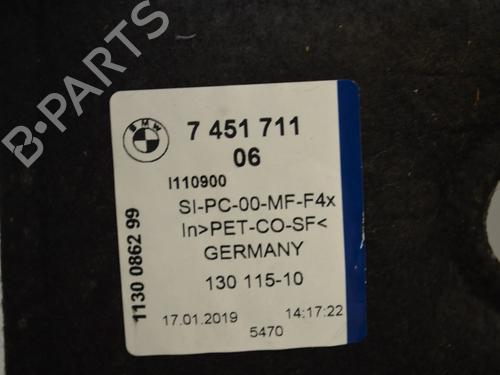 BMW
7 451 711
06
I110900
SI-PC-00-MF-F4x
In>PET-CO-SF<
GERMANY
130 115-10
17.01.2019 14:17:22
5470
1130 0862 99
B-PARTS